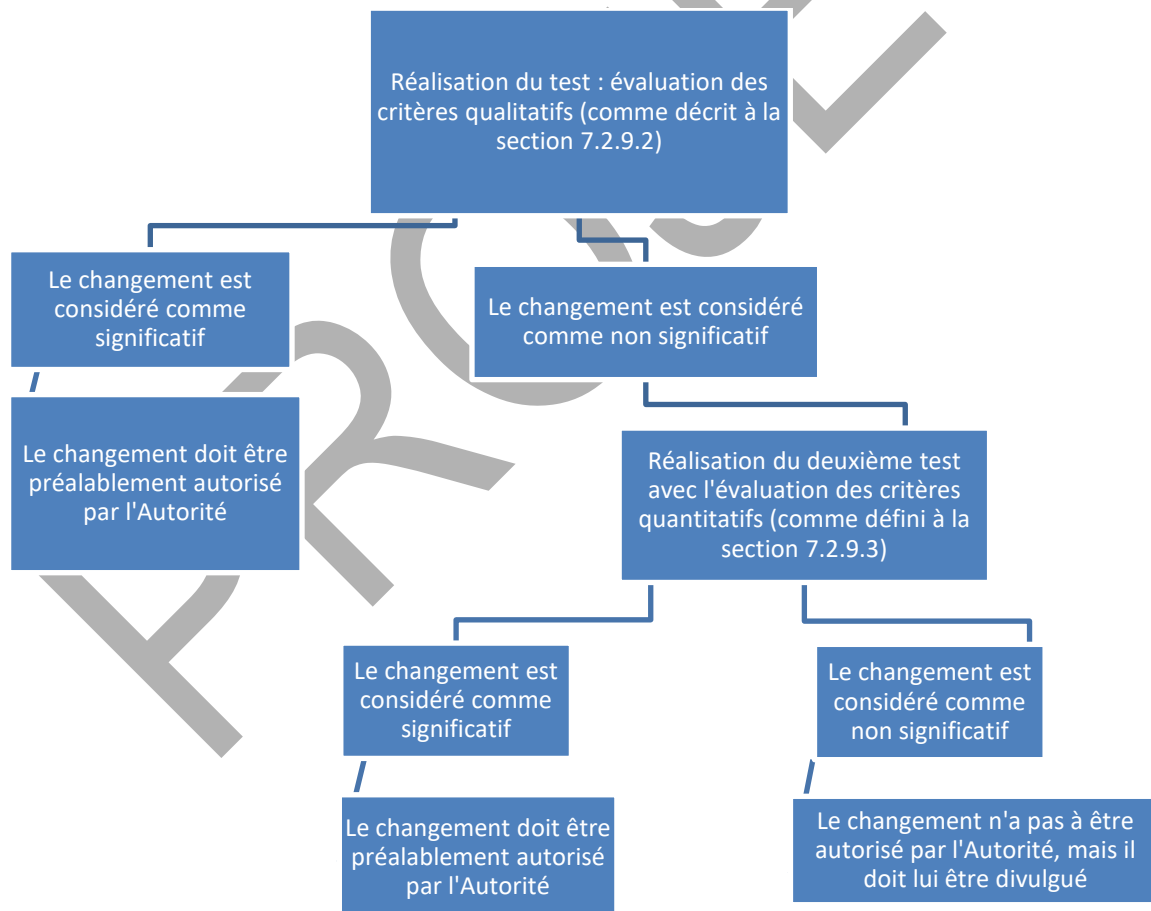 Réalisation du test : évaluation des
critères qualitatifs (comme décrit à la
section 7.2.9.2)
Le changement est
considéré comme
significatif
Le changement est considéré
comme non significatif
Le changement doit être
préalablement autorisé
par l'Autorité
Réalisation du deuxième test
avec l'évaluation des critères
quantitatifs (comme défini à la
section 7.2.9.3)
Le changement est
considéré comme
significatif
Le changement est
considéré comme
non significatif
Le changement doit être
préalablement autorisé
par l'Autorité
Le changement n'a pas à être
autorisé par l'Autorité, mais il
doit lui être divulgué